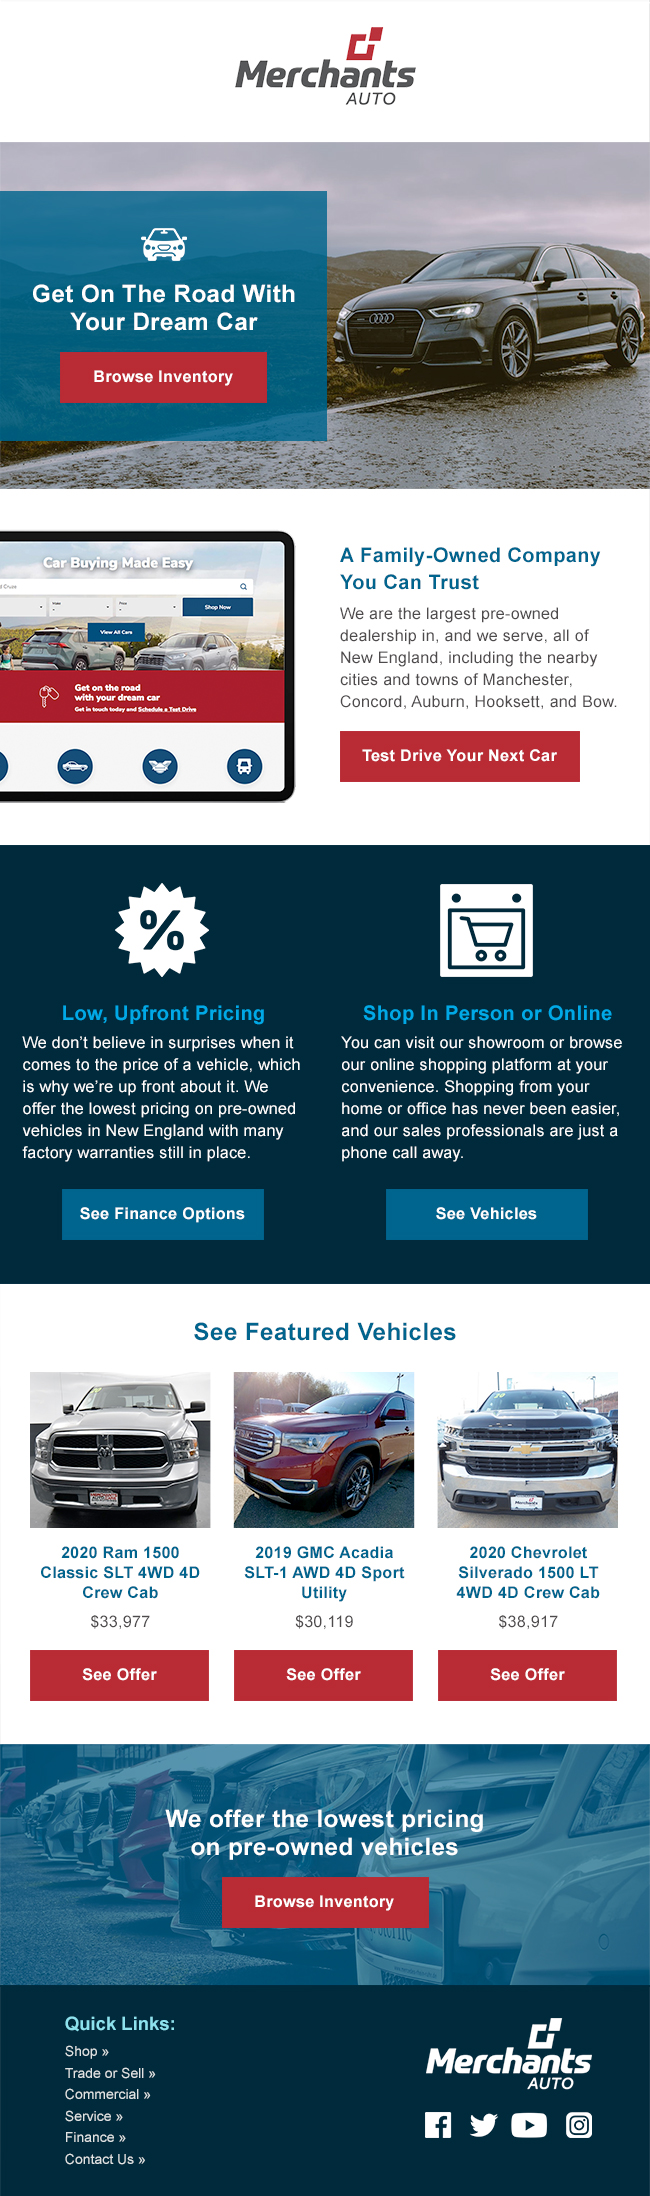 Merchants
AUTO
Get On The Road With
Your Dream Car
Browse Inventory
Car Buying Made Easy
Cruze
Make
Price
Shop Now
View All Cars
Get on the road
with your dream car
Get in touch today and Schedule a Test Drive
A Family-Owned Company
You Can Trust
We are the largest pre-owned
dealership in, and we serve, all of
New England, including the nearby
cities and towns of Manchester,
Concord, Auburn, Hooksett, and Bow.
Test Drive Your Next Car
%
Low, Upfront Pricing
We don’t believe in surprises when it
comes to the price of a vehicle, which
is why we’re up front about it. We
offer the lowest pricing on pre-owned
vehicles in New England with many
factory warranties still in place.
See Finance Options
Shop In Person or Online
You can visit our showroom or browse
our online shopping platform at your
convenience. Shopping from your
home or office has never been easier,
and our sales professionals are just a
phone call away.
See Vehicles
See Featured Vehicles
Merchants
2020 Ram 1500
Classic SLT 4WD 4D
Crew Cab
$33,977
See Offer
GMC
2019 GMC Acadia
SLT-1 AWD 4D Sport
Utility
$30,119
See Offer
Merchants
2020 Chevrolet
Silverado 1500 LT
4WD 4D Crew Cab
$38,917
See Offer
We offer the lowest pricing
on pre-owned vehicles
Browse Inventory
Quick Links:
Shop »
Trade or Sell »
Commercial »
Service »
Finance »
Contact Us »
Merchants
AUTO